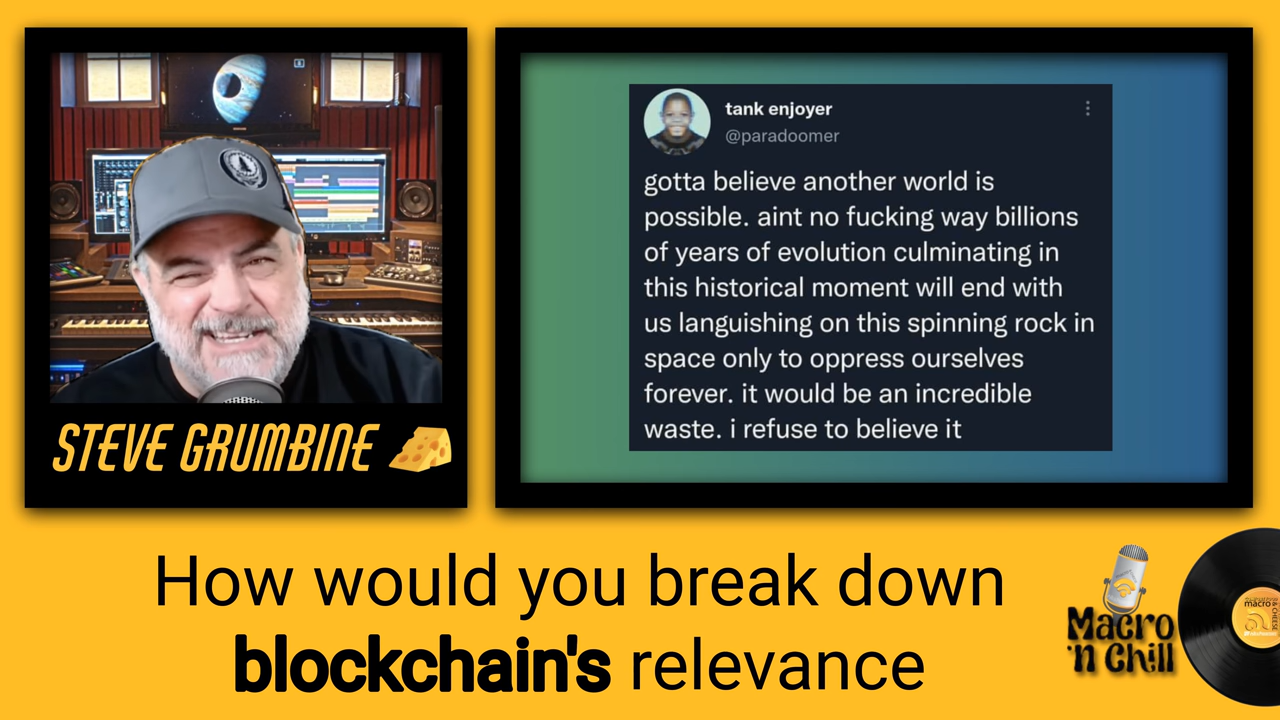 STEVE GRUMBINE
tank enjoyer
@paradoomer
gotta believe another world is
possible. aint no fucking way billions
of years of evolution culminating in
this historical moment will end with
us languishing on this spinning rock in
space only to oppress ourselves
forever. it would be an incredible
waste. i refuse to believe it
How would you break down
blockchain's relevance
Macro
'N Chill
macro